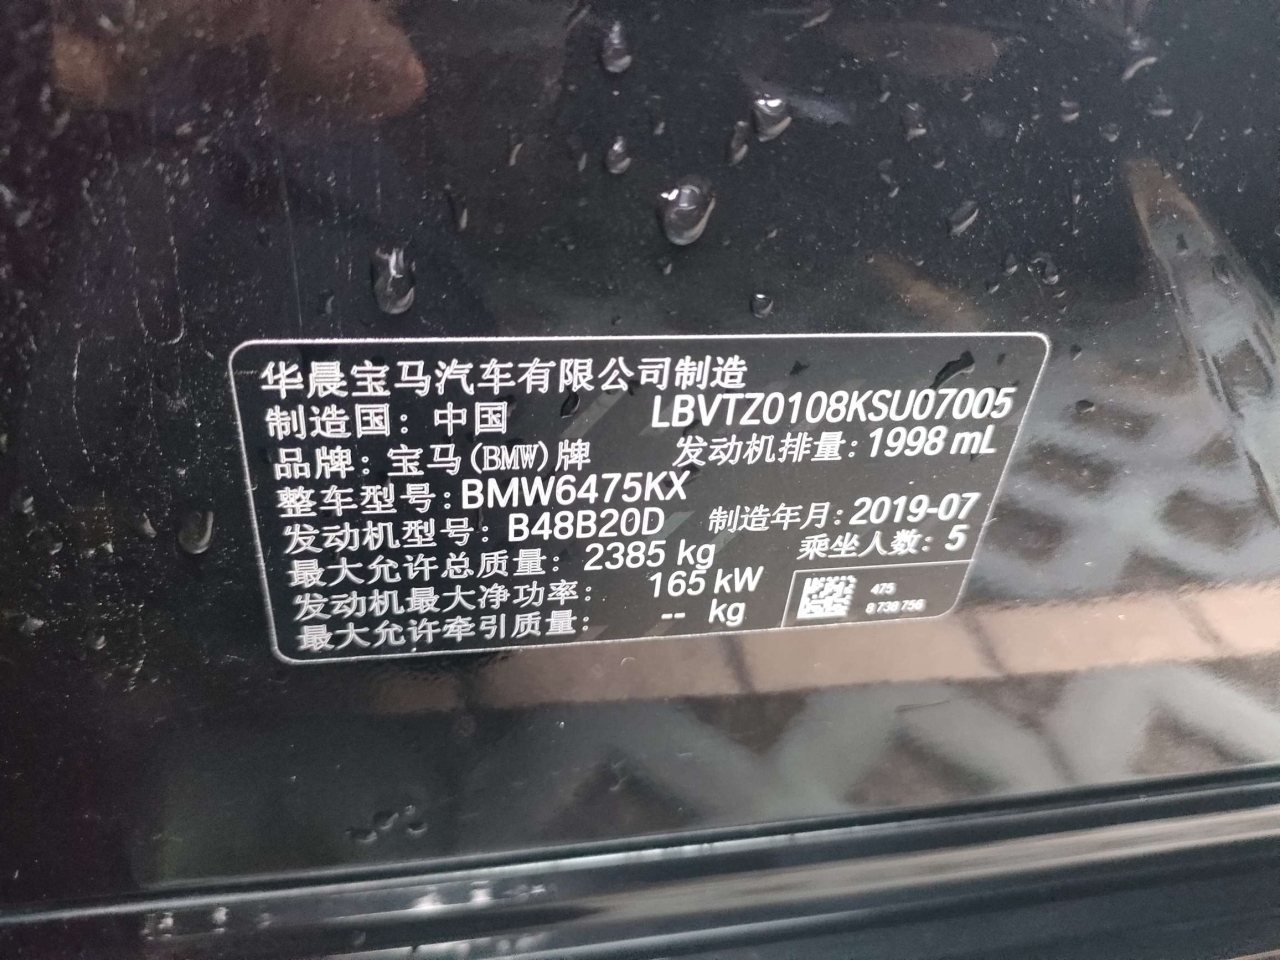 华晨宝马汽车有限公司制造
制造国：中国 LBVTZ0108KSU07005
品牌：宝马(BMW)牌 发动机排量：1998 mL
整车型号：BMW6475KX
发动机型号：B48B20D 制造年月：2019-07
最大允许总质量：2385 kg 乘坐人数：5
发动机最大净功率：165 kW
最大允许牵引质量：-- kg
475
8 738 756